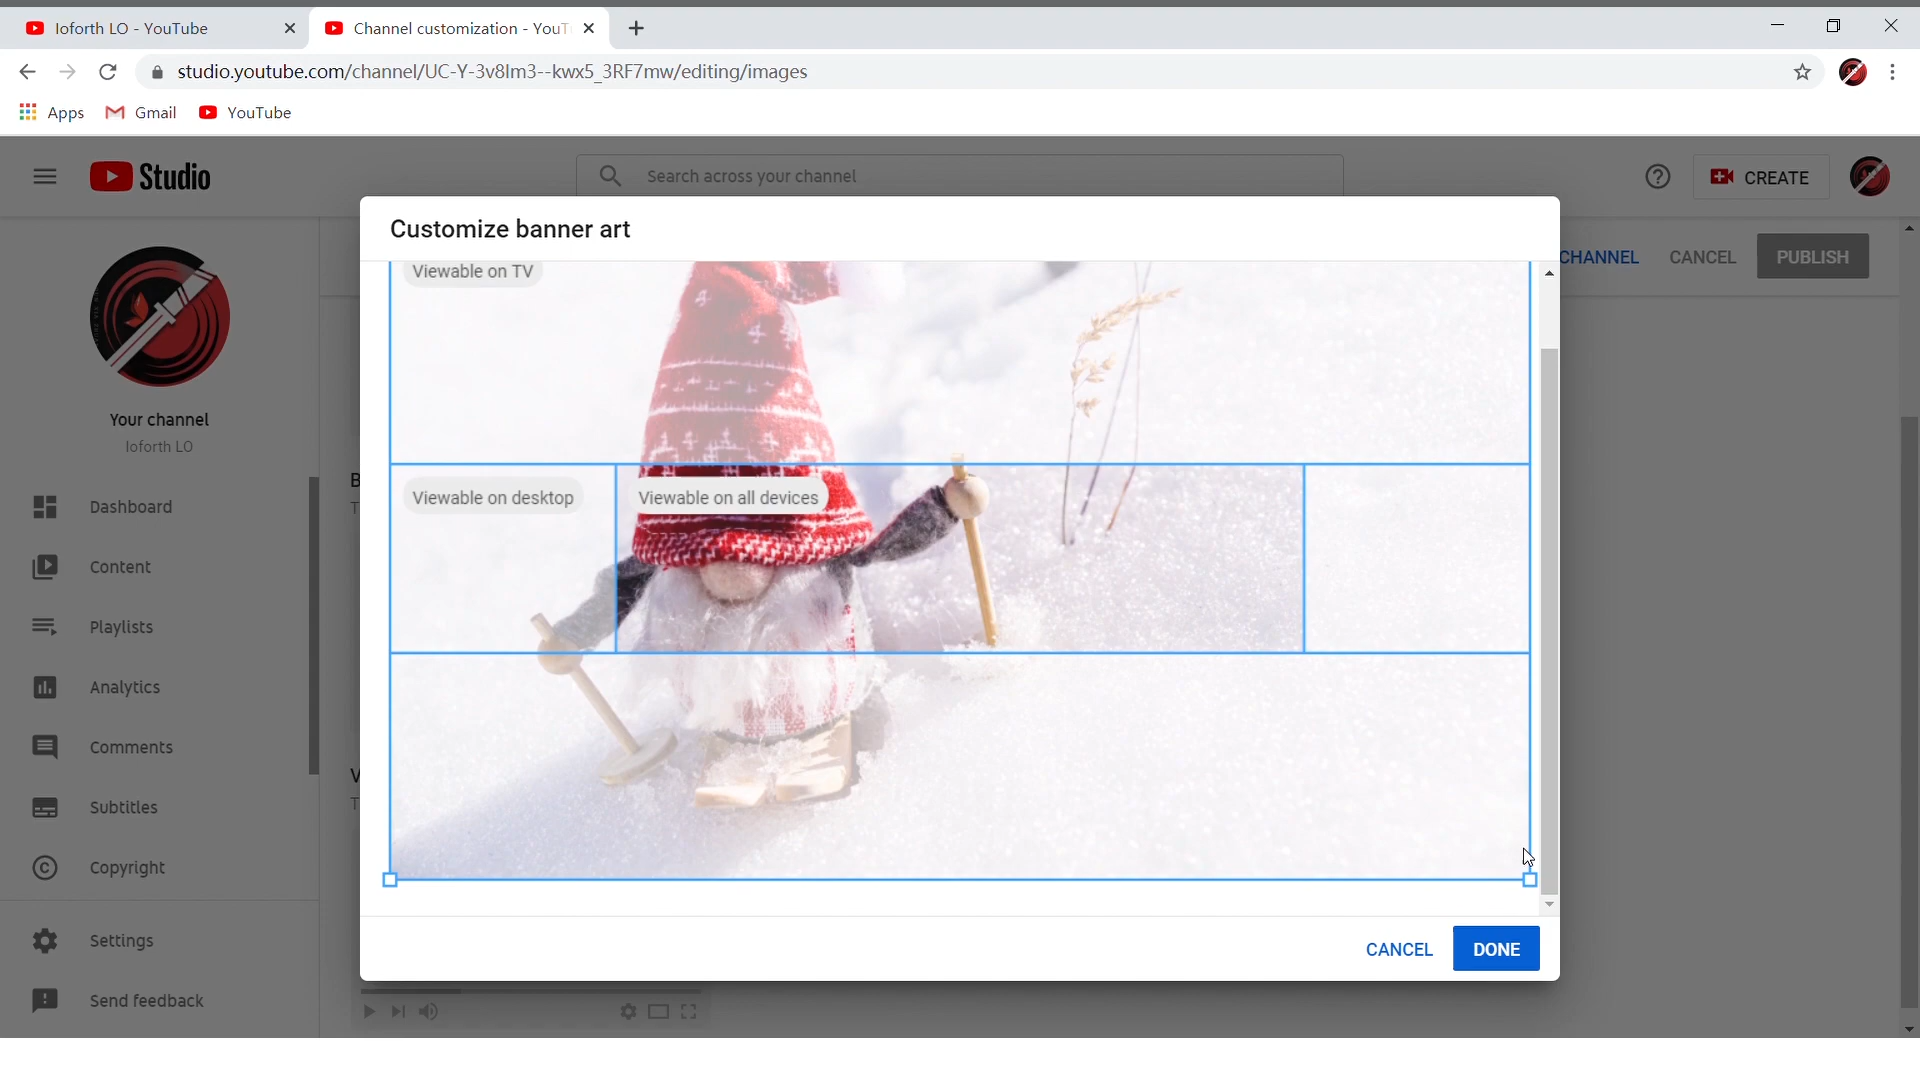 Ioforth LO - YouTube
Channel customization - YouT
studio.youtube.com/channel/UC-Y-3v8lm3--kwx5_3RF7mw/editing/images
Apps
Gmail
YouTube
Studio
Search across your channel
CREATE
Customize banner art
CHANNEL
CANCEL
PUBLISH
Viewable on TV
Your channel
Ioforth LO
Viewable on desktop
Viewable on all devices
Dashboard
Content
Playlists
Analytics
Comments
Subtitles
Copyright
Settings
Send feedback
CANCEL
DONE